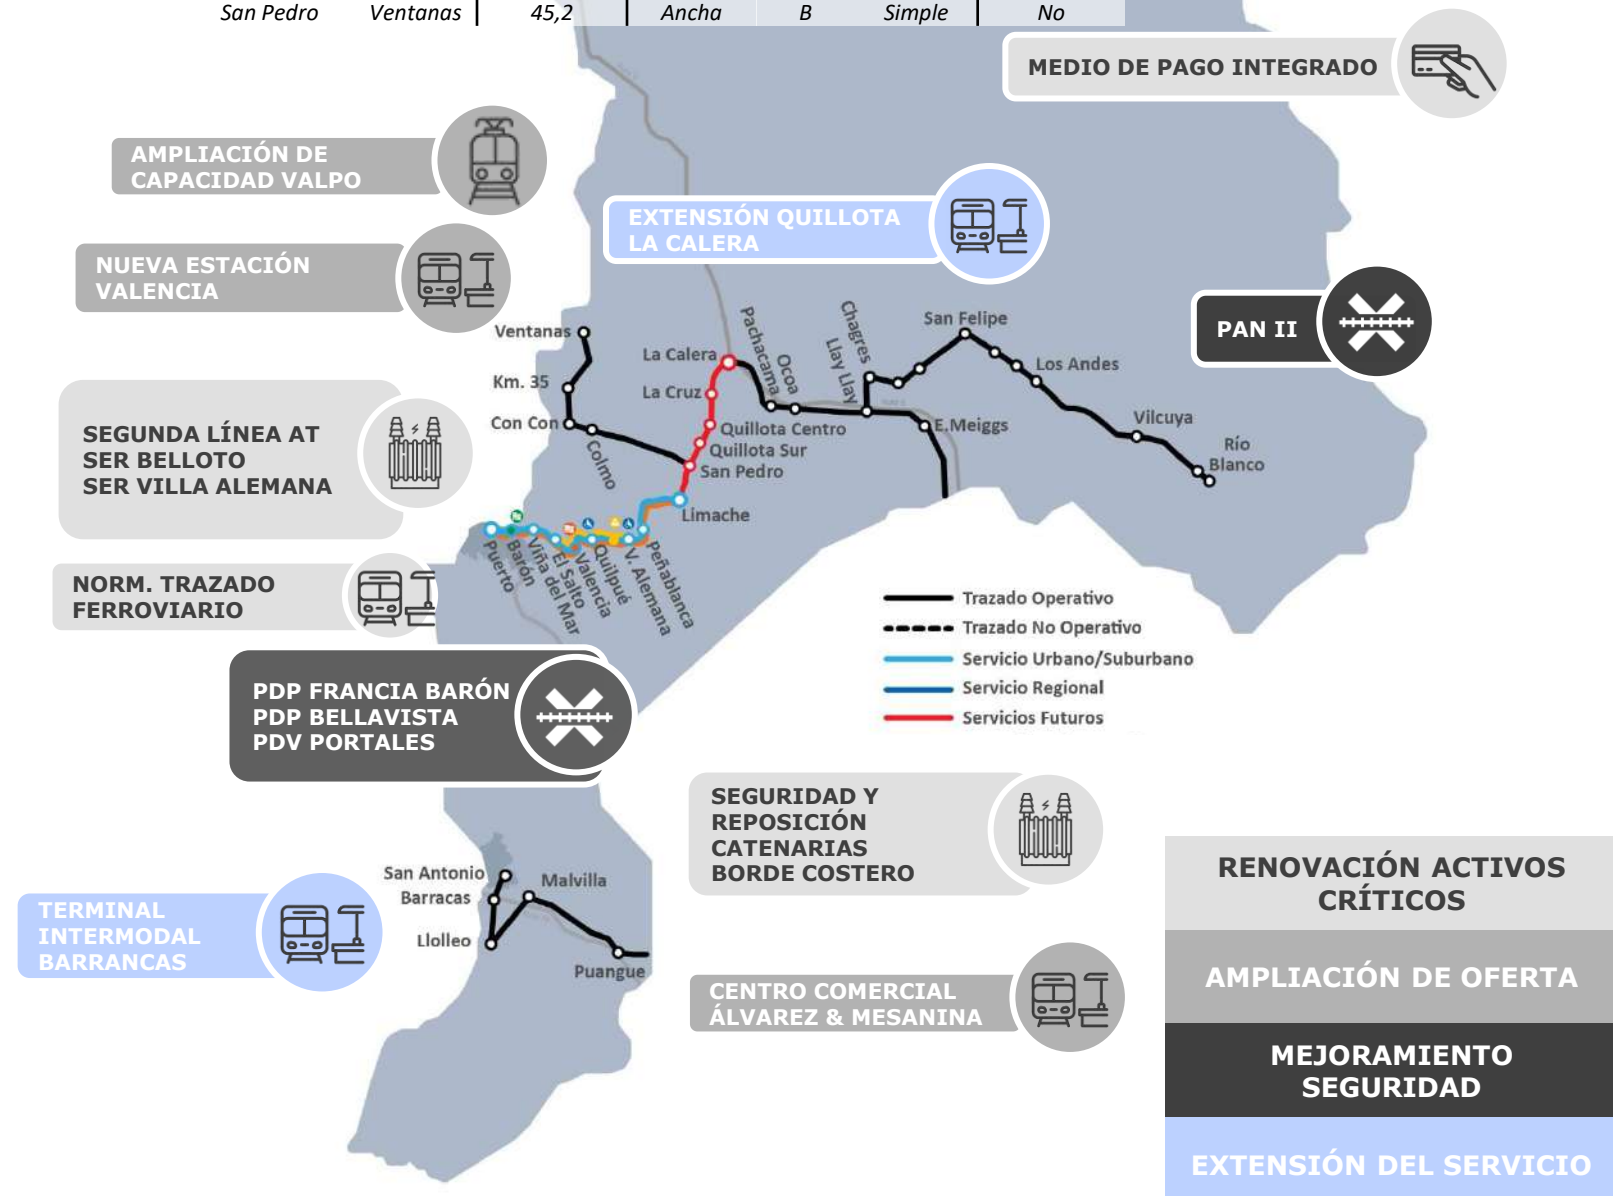 San Pedro Ventanas 45,2 Ancha B Simple No
MEDIO DE PAGO INTEGRADO
AMPLIACIÓN DE
CAPACIDAD VALPO
EXTENSIÓN QUILLOTA
LA CALERA
NUEVA ESTACIÓN
VALENCIA
PAN II
Ventanas
Km. 35
Con Con
Colmo
La Calera
La Cruz
Quillota Centro
Quillota Sur
San Pedro
Limache
Pachacama
Ocoa
Llay Llay
Chagres
San Felipe
Los Andes
E.Meiggs
Vilcuya
Río
Blanco
SEGUNDA LÍNEA AT
SER BELLOTO
SER VILLA ALEMANA
Puerto
Barón
Viña del Mar
El Salto
Valencia
Quilpué
V. Alemana
Peñablanca
NORM. TRAZADO
FERROVIARIO
Trazado Operativo
Trazado No Operativo
Servicio Urbano/Suburbano
Servicio Regional
Servicios Futuros
PDP FRANCIA BARÓN
PDP BELLAVISTA
PDV PORTALES
SEGURIDAD Y
REPOSICIÓN
CATENARIAS
BORDE COSTERO
San Antonio
Barracas
Llolleo
Malvilla
Puangue
TERMINAL
INTERMODAL
BARRANCAS
CENTRO COMERCIAL
ÁLVAREZ & MESANINA
RENOVACIÓN ACTIVOS
CRÍTICOS
AMPLIACIÓN DE OFERTA
MEJORAMIENTO
SEGURIDAD
EXTENSIÓN DEL SERVICIO